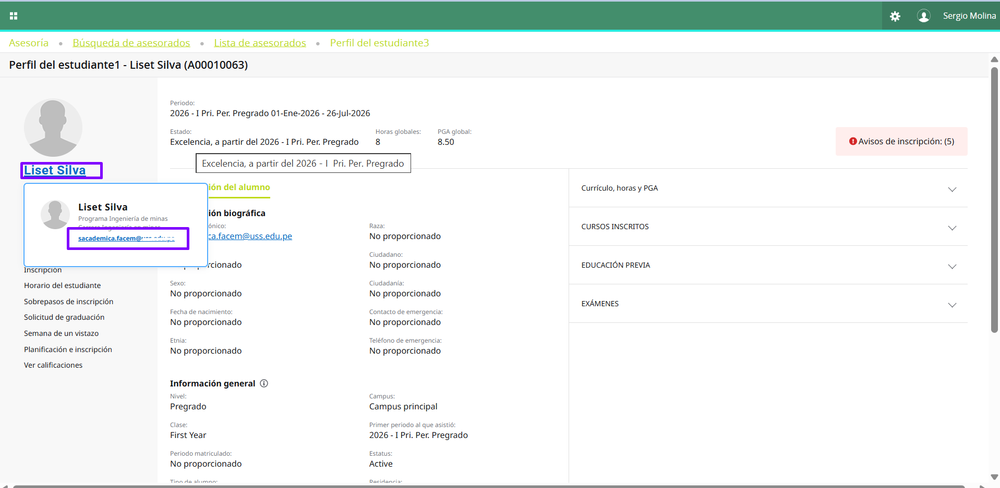 Sergio Molina
Asesoría • Búsqueda de asesorados • Lista de asesorados • Perfil del estudiante3
Perfil del estudiante1 - Liset Silva (A00010063)
Liset Silva
Liset Silva
Programa Ingeniería de minas
Carrera Ingeniería en minas
sacademica.facem@uss.edu.pe
Inscripción
Horario del estudiante
Sobrepasos de inscripción
Solicitud de graduación
Semana de un vistazo
Planificación e inscripción
Ver calificaciones
Periodo:
2026 - I Pri. Per. Pregrado 01-Ene-2026 - 26-Jul-2026
Estado:
Excelencia, a partir del 2026 - I Pri. Per. Pregrado
Horas globales:
8
PGA global:
8.50
Avisos de inscripción: (5)
Excelencia, a partir del 2026 - I Pri. Per. Pregrado
ión del alumno
ión biográfica
ónico:
ca.facem@uss.edu.pe
Raza:
No proporcionado
rcionado
Ciudadano:
No proporcionado
Sexo:
No proporcionado
Ciudadanía:
No proporcionado
Fecha de nacimiento:
No proporcionado
Contacto de emergencia:
No proporcionado
Etnia:
No proporcionado
Teléfono de emergencia:
No proporcionado
Información general
Nivel:
Pregrado
Campus:
Campus principal
Clase:
First Year
Primer periodo al que asistió:
2026 - I Pri. Per. Pregrado
Periodo matriculado:
No proporcionado
Estatus:
Active
Tipo de alumno:
Residencia:
Currículo, horas y PGA
CURSOS INSCRITOS
EDUCACIÓN PREVIA
EXÁMENES